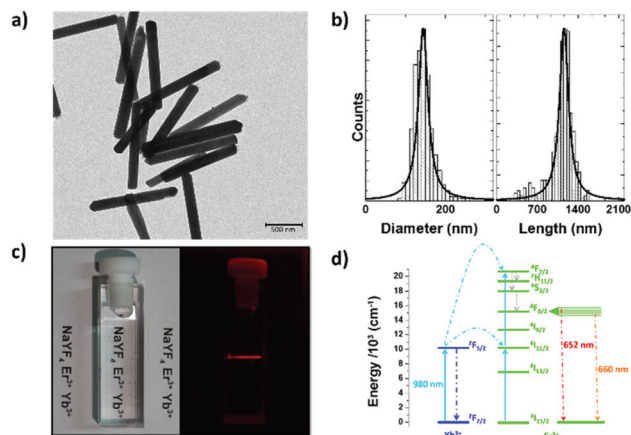 a)
500 nm
b)
Counts
0 200
Diameter (nm)
0 700 1400 2100
Length (nm)
c)
NaYF₄ Er³⁺ Yb³⁺
NaYF₄ Er³⁺ Yb³⁺
NaYF₄ Er³⁺ Yb³⁺
d)
Energy /10³ (cm⁻¹)
20
18
16
14
12
10
8
6
4
2
0
⁴F₇/₂
²H₁₁/₂
⁴S₃/₂
⁴F₉/₂
⁴I₉/₂
²F₅/₂
⁴I₁₁/₂
⁴I₁₃/₂
980 nm
652 nm
660 nm
²F₇/₂
⁴I₁₅/₂
Yb³⁺